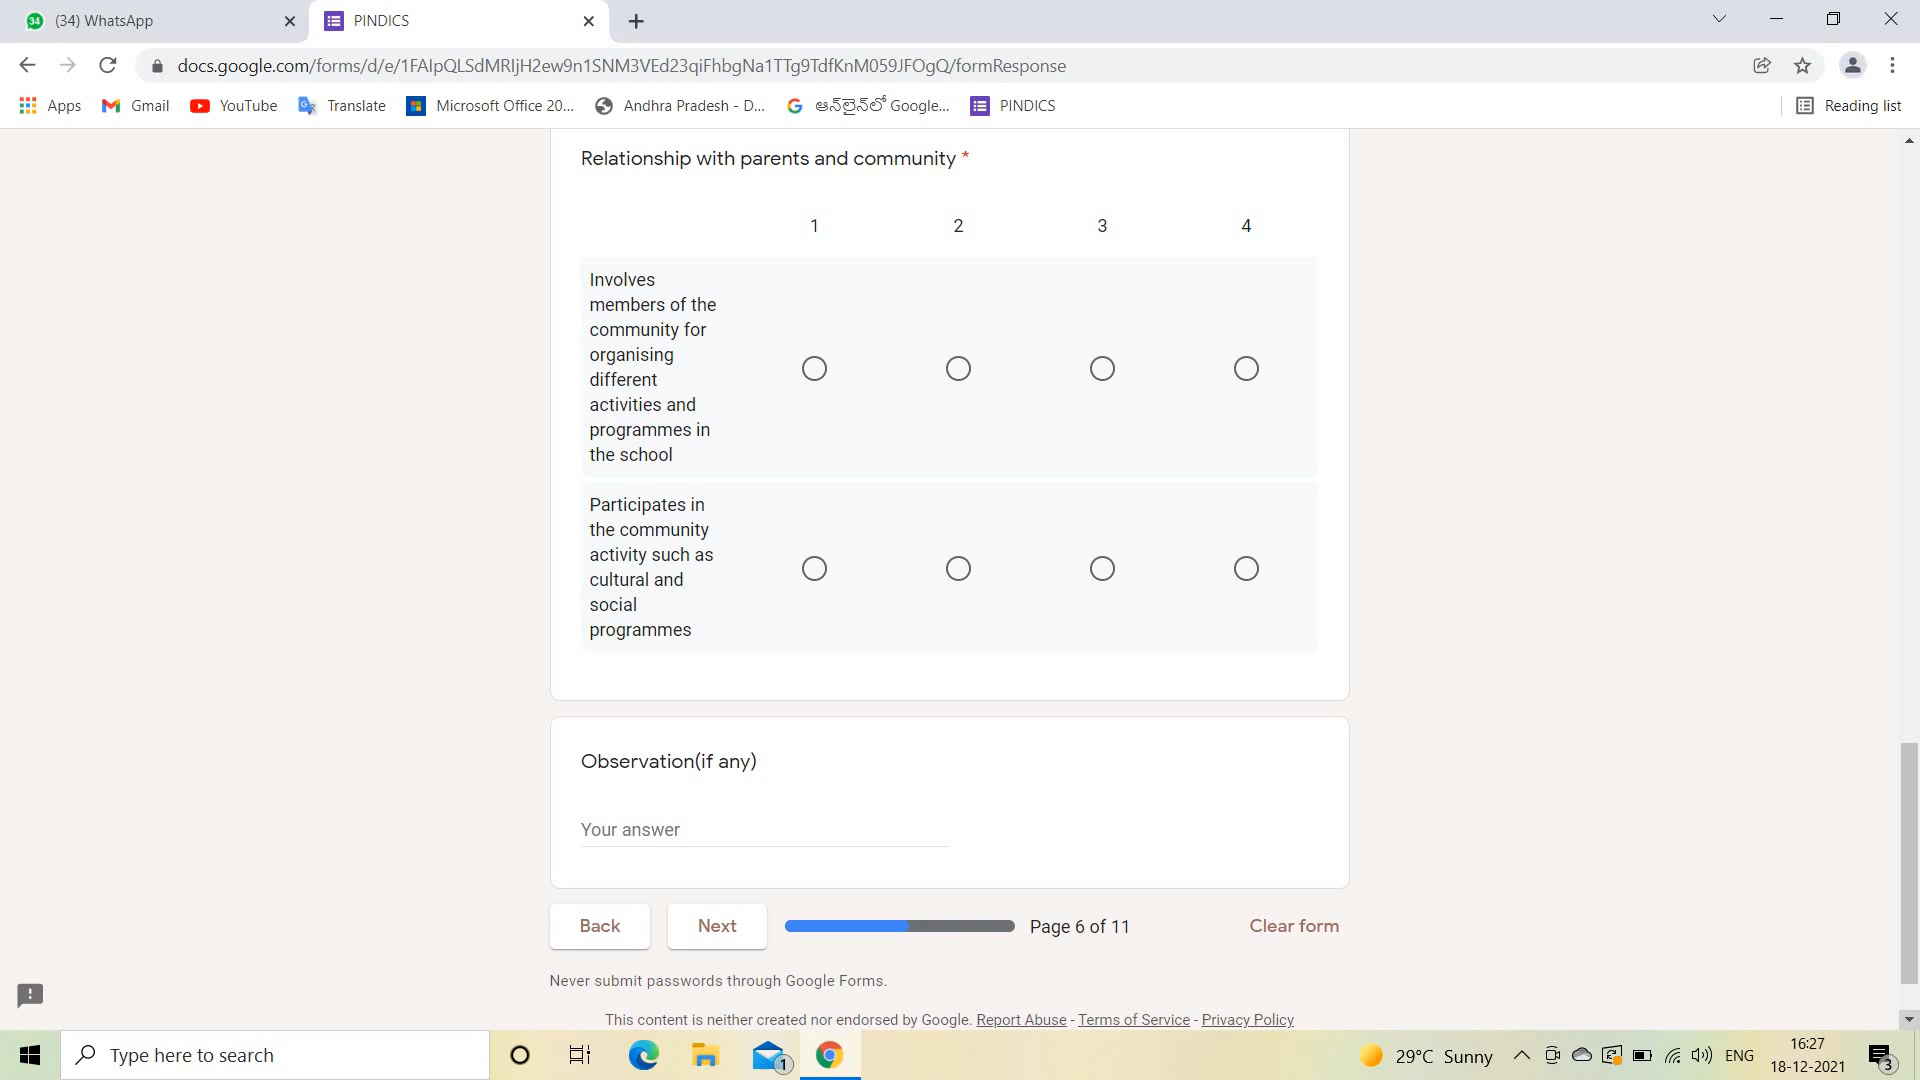 34 (34) WhatsApp
PINDICS
docs.google.com/forms/d/e/1FAIpQLSdMRIjH2ew9n1SNM3VEd23qiFhbgNa1TTg9TdfKnM059JFOgQ/formResponse
Apps Gmail YouTube Translate Microsoft Office 20... Andhra Pradesh - D... ఆన్‌లైన్‌లో Google... PINDICS Reading list
Relationship with parents and community *
1 2 3 4
Involves
members of the
community for
organising
different
activities and
programmes in
the school
Participates in
the community
activity such as
cultural and
social
programmes
Observation(if any)
Your answer
Back Next Page 6 of 11 Clear form
Never submit passwords through Google Forms.
This content is neither created nor endorsed by Google. Report Abuse - Terms of Service - Privacy Policy
Type here to search 1 29°C Sunny ENG 16:27
18-12-2021 3